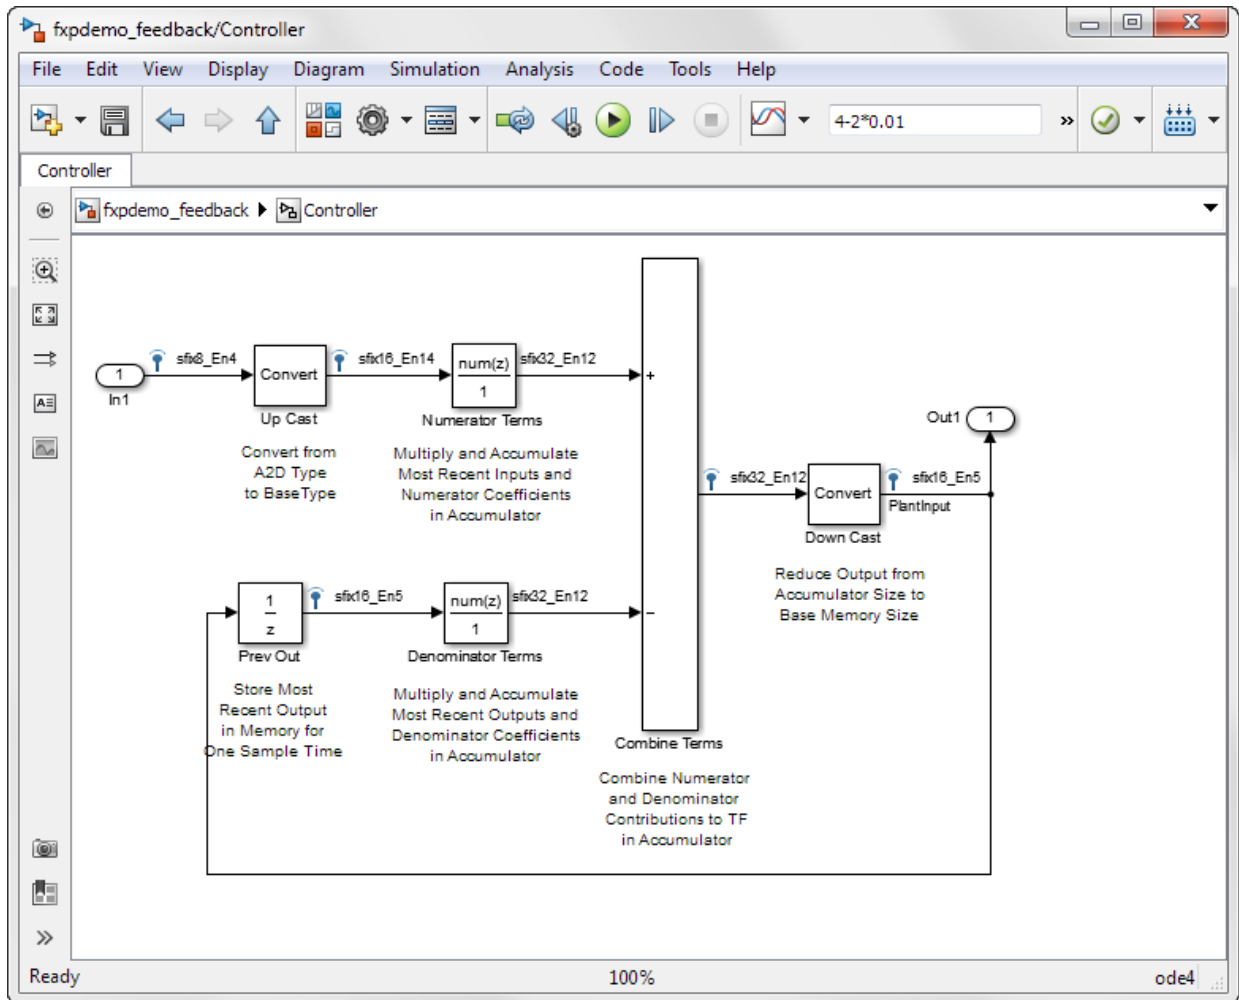 fxpdemo_feedback/Controller
File Edit View Display Diagram Simulation Analysis Code Tools Help
4-2*0.01
Controller
fxpdemo_feedback Controller
1
In1
sfix8_En4
Convert
Up Cast
Convert from
A2D Type
to BaseType
sfix16_En14
num(z)
1
Numerator Terms
Multiply and Accumulate
Most Recent Inputs and
Numerator Coefficients
in Accumulator
sfix32_En12
+
−
Combine Terms
Combine Numerator
and Denominator
Contributions to TF
in Accumulator
sfix32_En12
Convert
Down Cast
Reduce Output from
Accumulator Size to
Base Memory Size
sfix16_En5
PlantInput
Out1
1
1
z
Prev Out
Store Most
Recent Output
in Memory for
One Sample Time
sfix16_En5
num(z)
1
Denominator Terms
Multiply and Accumulate
Most Recent Outputs and
Denominator Coefficients
in Accumulator
sfix32_En12
Ready 100% ode4